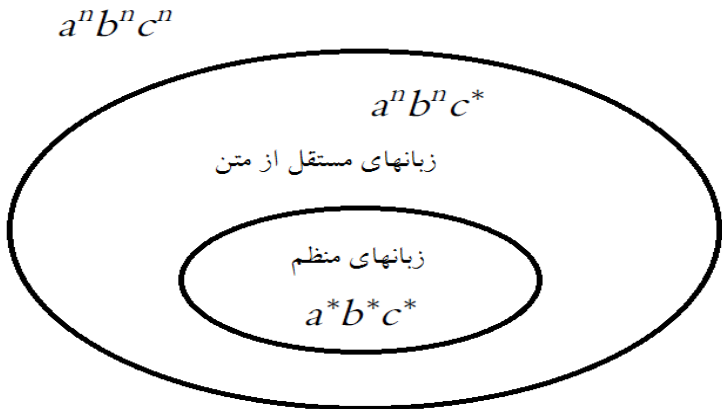 aⁿbⁿcⁿ
aⁿbⁿc*
زبانهای مستقل از متن
زبانهای منظم
a*b*c*